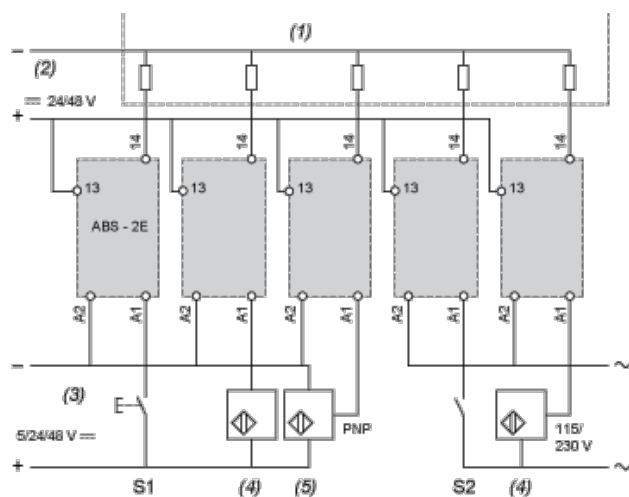 (1)
−
(2)
⎓ 24/48 V
+
14 14 14 14 14
13 13 13 13 13
ABS - 2E
A2 A1 A2 A1 A2 A1 A2 A1 A2 A1
− ~
(3)
PNP
115/
230 V
5/24/48 V ⎓
+ ~
S1 (4) (5) S2 (4)